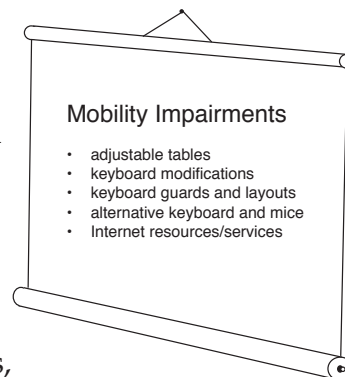 Mobility Impairments
• adjustable tables
• keyboard modifications
• keyboard guards and layouts
• alternative keyboard and mice
• Internet resources/services
s,